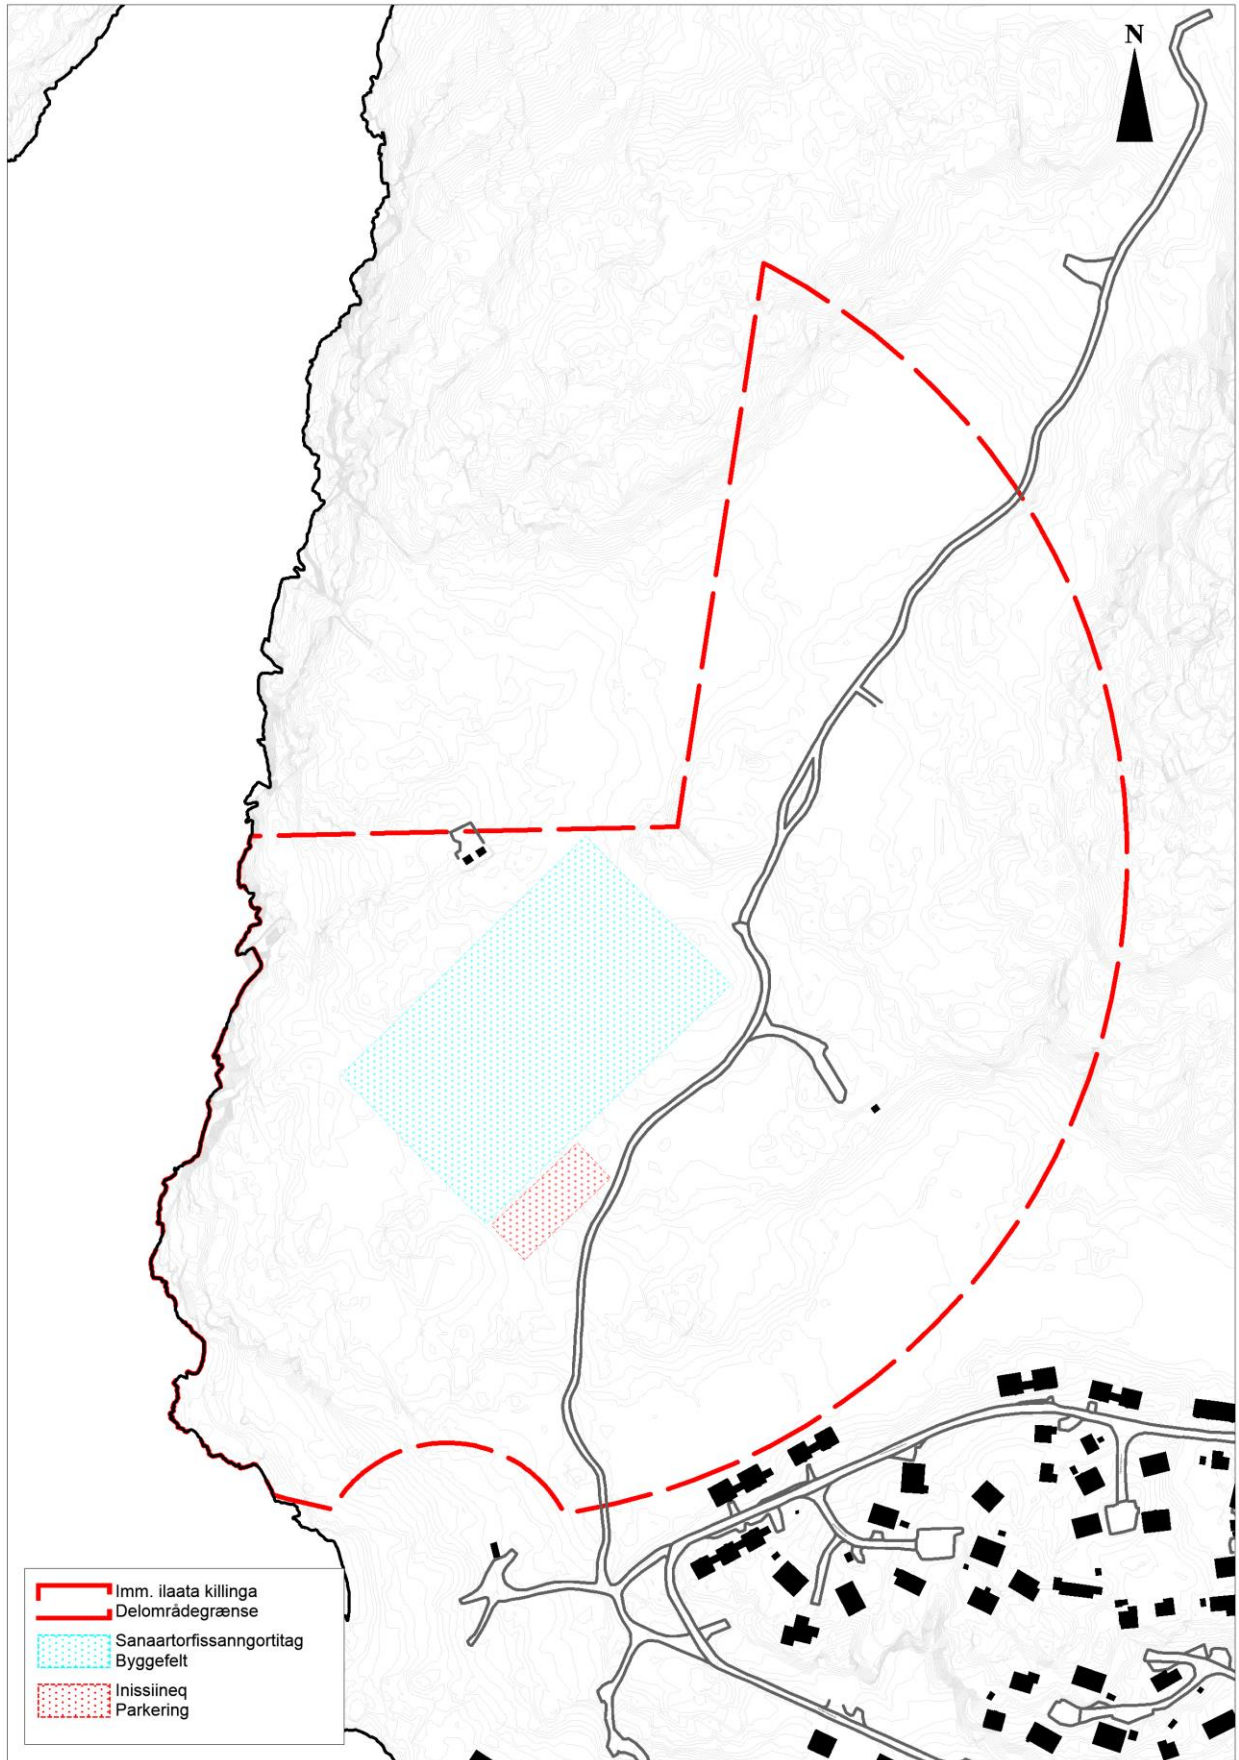 N
Imm. ilaata killinga
Delområdegrænse
Sanaartorfissanngortitag
Byggefelt
Inissiineq
Parkering